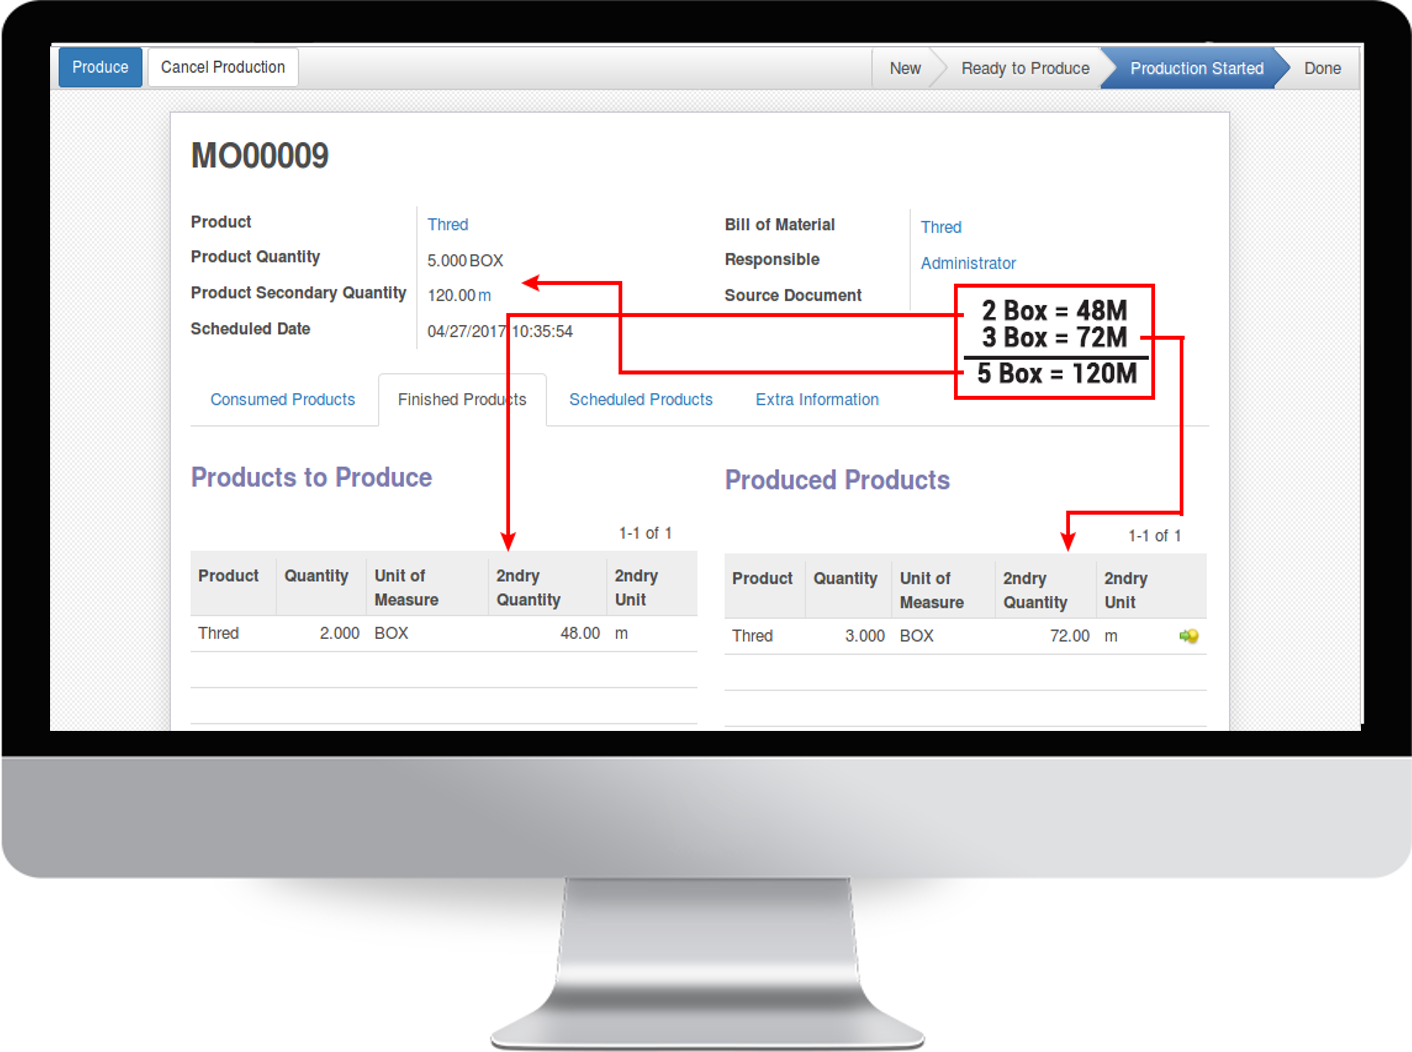 Produce Cancel Production New Ready to Produce Production Started Done
MO00009
Product Thred Bill of Material Thred
Product Quantity 5.000 BOX Responsible Administrator
Product Secondary Quantity 120.00 m Source Document
Scheduled Date 04/27/2017 10:35:54
2 Box = 48M
3 Box = 72M
5 Box = 120M
Consumed Products Finished Products Scheduled Products Extra Information
Products to Produce
1-1 of 1
Product Quantity Unit of Measure 2ndry Quantity 2ndry Unit
Thred 2.000 BOX 48.00 m
Produced Products
1-1 of 1
Product Quantity Unit of Measure 2ndry Quantity 2ndry Unit
Thred 3.000 BOX 72.00 m